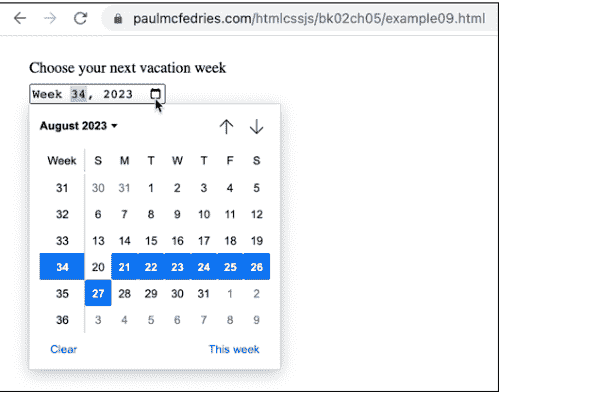 paulmcfedries.com/htmlcssjs/bk02ch05/example09.html
Choose your next vacation week
Week 34, 2023
August 2023
Week S M T W T F S
31 30 31 1 2 3 4 5
32 6 7 8 9 10 11 12
33 13 14 15 16 17 18 19
34 20 21 22 23 24 25 26
35 27 28 29 30 31 1 2
36 3 4 5 6 7 8 9
Clear This week